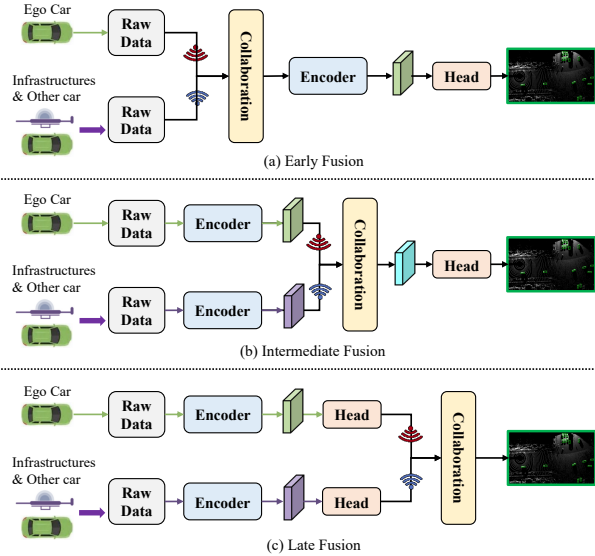 Ego Car
Raw
Data
Infrastructures
& Other car
Raw
Data
Collaboration
Encoder
Head
(a) Early Fusion
Ego Car
Raw
Data
Encoder
Infrastructures
& Other car
Raw
Data
Encoder
Collaboration
Head
(b) Intermediate Fusion
Ego Car
Raw
Data
Encoder
Head
Infrastructures
& Other car
Raw
Data
Encoder
Head
Collaboration
(c) Late Fusion